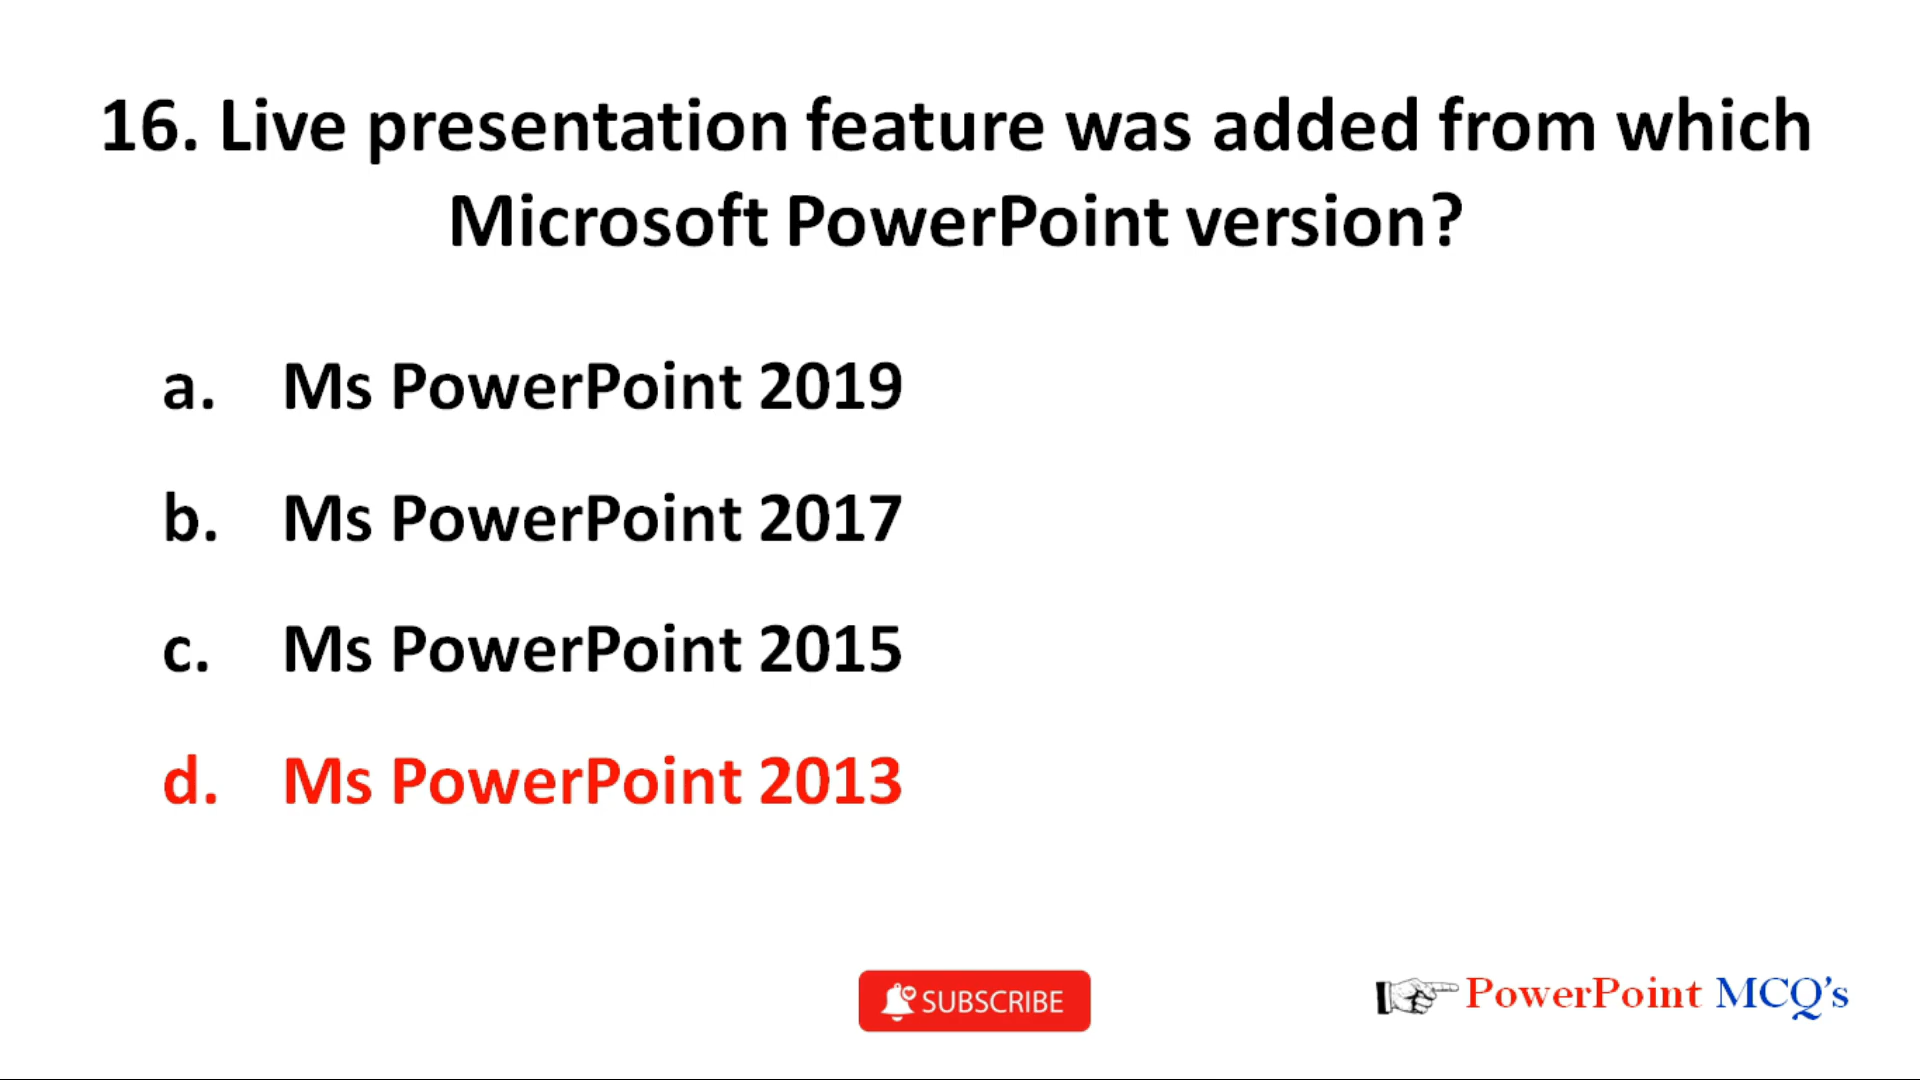 16. Live presentation feature was added from which
Microsoft PowerPoint version?
a. Ms PowerPoint 2019
b. Ms PowerPoint 2017
c. Ms PowerPoint 2015
d. Ms PowerPoint 2013
SUBSCRIBE
PowerPoint MCQ’s